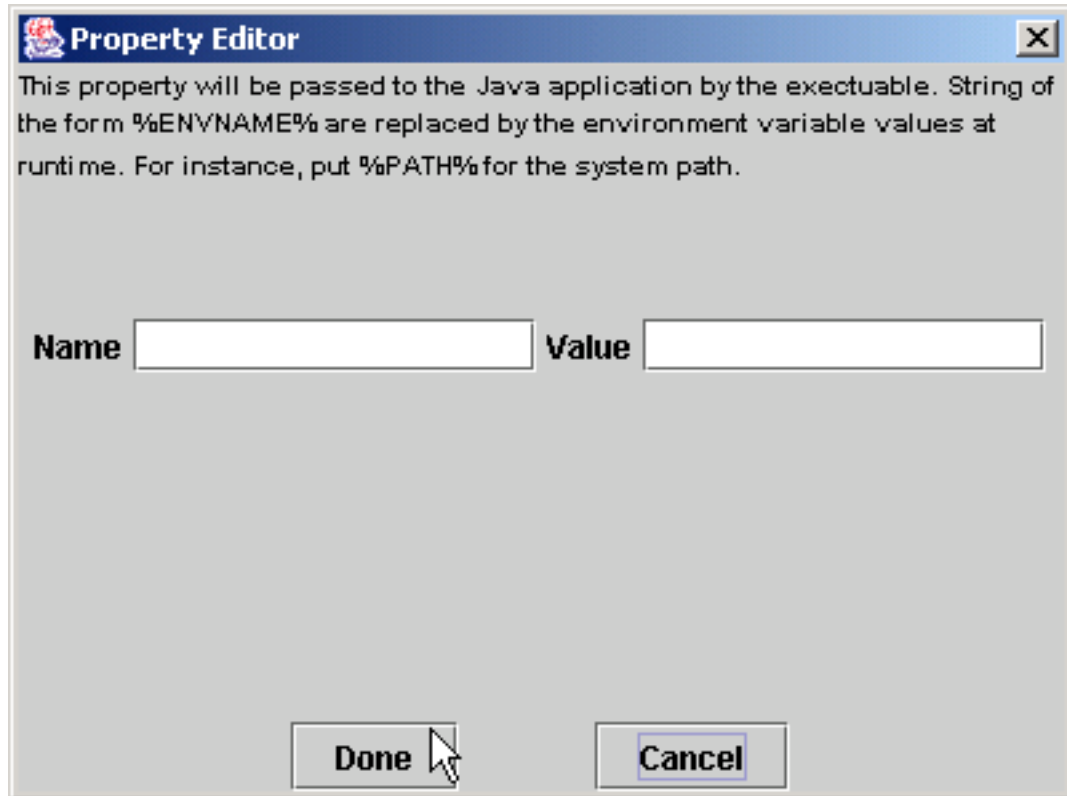 Property Editor
This property will be passed to the Java application by the exectuable. String of
the form %ENVNAME% are replaced by the environment variable values at
runtime. For instance, put %PATH% for the system path.
Name Value
Done Cancel